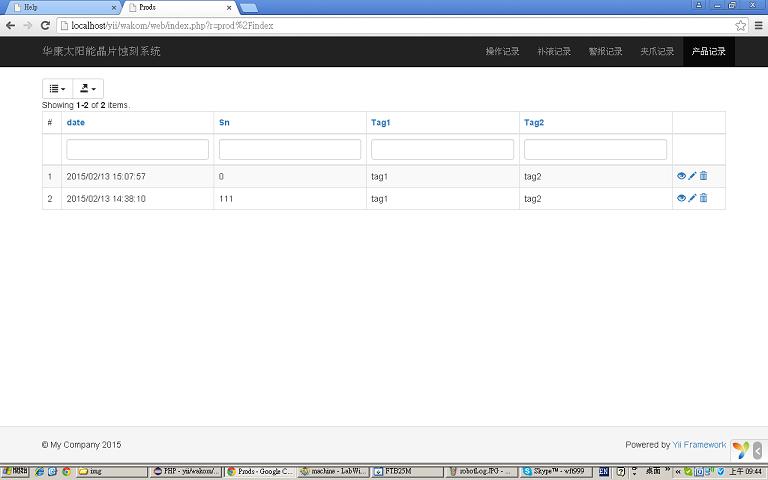 Help
Prods
localhost/yii/wakom/web/index.php?r=prod%2Findex
华康太阳能晶片蚀刻系统 操作记录 补液记录 警报记录 夹爪记录 产品记录
Showing 1-2 of 2 items.
# date Sn Tag1 Tag2
1 2015/02/13 15:07:57 0 tag1 tag2
2 2015/02/13 14:38:10 111 tag1 tag2
© My Company 2015 Powered by Yii Framework
開始 img PHP - yii/wakom/... Prods - Google C... machine - LabWi... FTB25M robotLog.JPG - ... Skype™ - wft999 EN 桌面 » « 上午 09:44